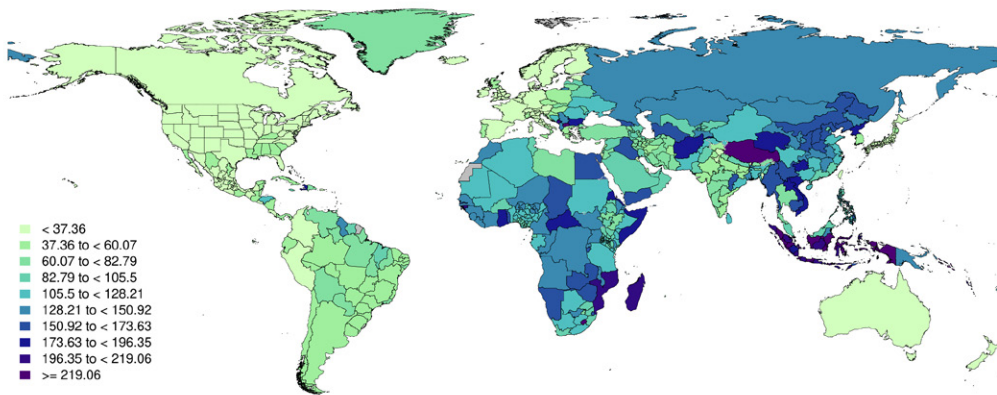 < 37.36
37.36 to < 60.07
60.07 to < 82.79
82.79 to < 105.5
105.5 to < 128.21
128.21 to < 150.92
150.92 to < 173.63
173.63 to < 196.35
196.35 to < 219.06
>= 219.06